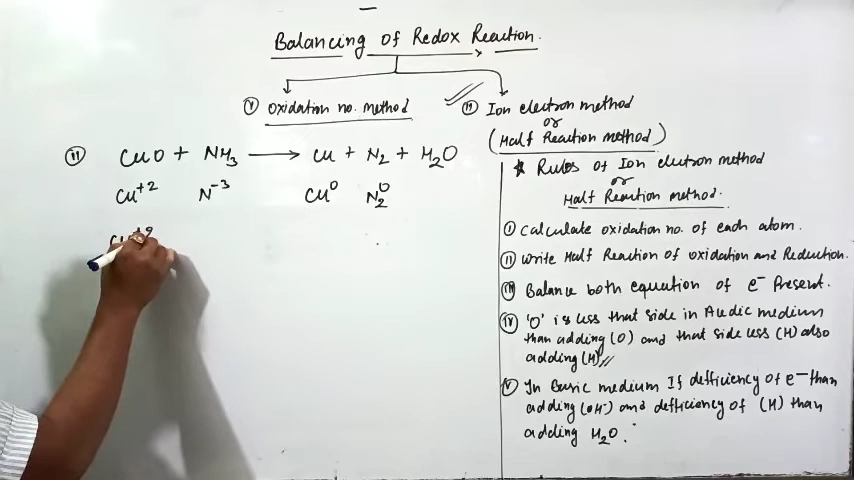 Balancing of Redox Reaction.
(i) Oxidation no. method
(ii) Ion electron method
or
(Half Reaction method)
(ii) CuO + NH3 → Cu + N2 + H2O
Cu+2 N-3 Cu0 N20
Cu+2
* Rules of Ion electron method
or
Half Reaction method.
(i) Calculate oxidation no. of each atom.
(ii) Write Half Reaction of oxidation and Reduction.
(iii) Balance both equation of e- Present.
(iv) 'O' is less that side in Acidic medium
than adding (O) and that side less (H) also
adding (H)
(v) In Basic medium If defficiency of e- than
adding (OH-) and defficiency of (H) than
adding H2O.